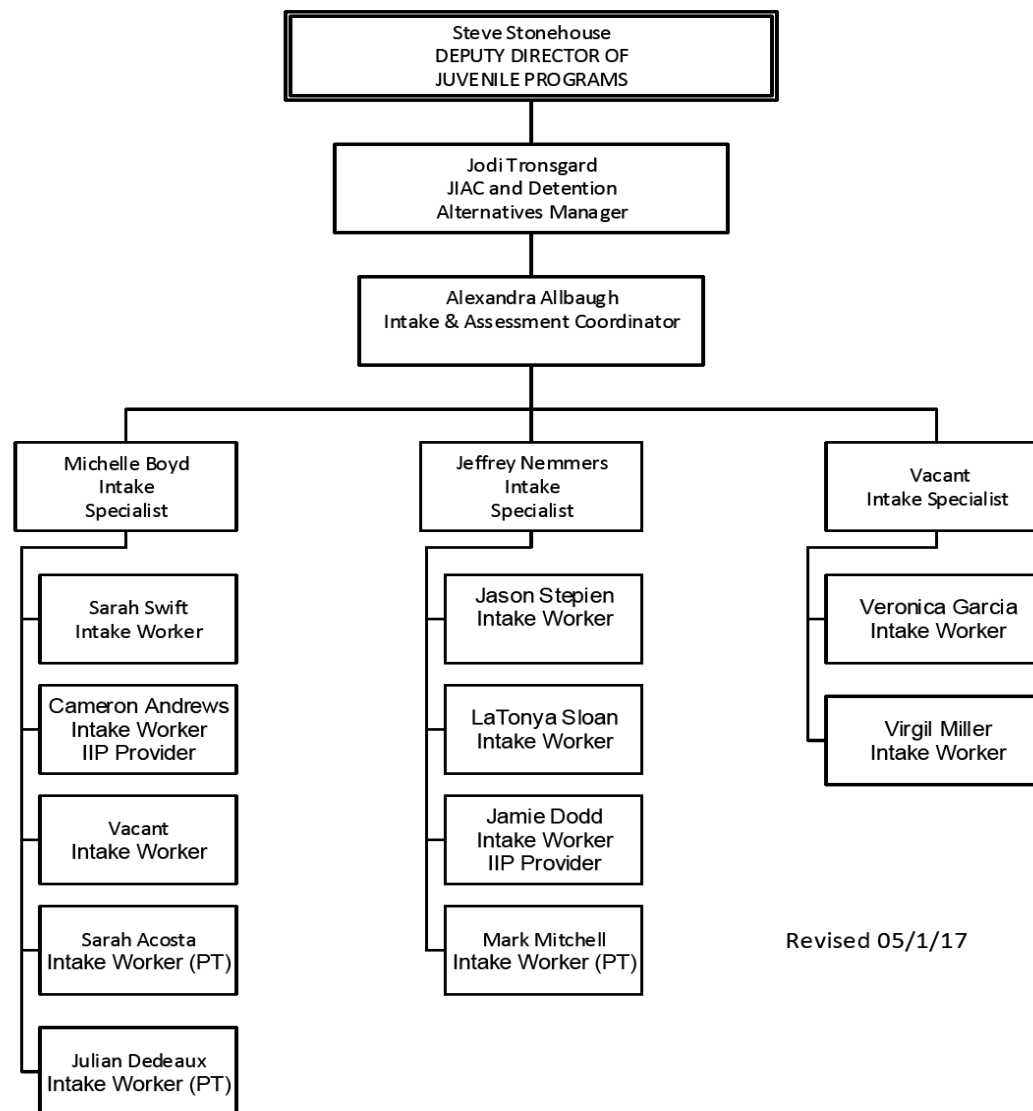 Steve Stonehouse
DEPUTY DIRECTOR OF
JUVENILE PROGRAMS
Jodi Tronsgard
JIAC and Detention
Alternatives Manager
Alexandra Allbaugh
Intake & Assessment Coordinator
Michelle Boyd
Intake
Specialist
Sarah Swift
Intake Worker
Cameron Andrews
Intake Worker
IIP Provider
Vacant
Intake Worker
Sarah Acosta
Intake Worker (PT)
Julian Dedeaux
Intake Worker (PT)
Jeffrey Nemmers
Intake
Specialist
Jason Stepien
Intake Worker
LaTonya Sloan
Intake Worker
Jamie Dodd
Intake Worker
IIP Provider
Mark Mitchell
Intake Worker (PT)
Vacant
Intake Specialist
Veronica Garcia
Intake Worker
Virgil Miller
Intake Worker
Revised 05/1/17